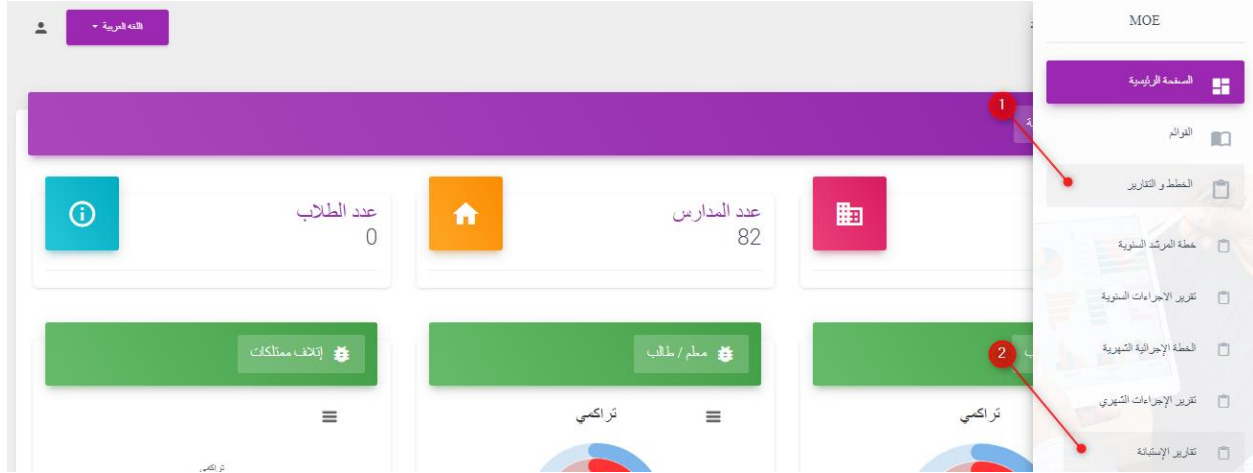 MOE
الصفحة الرئيسية
القوائم
الخطط و التقارير
خطة المرشد السنوية
تقرير الاجراءات السنوية
الخطة الإجرائية الشهرية
تقرير الإجراءات الشهري
تقارير الإستبانة
1
2
اللغه العربية
عدد المدارس
82
عدد الطلاب
0
معلم / طالب
إتلاف ممتلكات
تراكمي
تراكمي
تراكمي